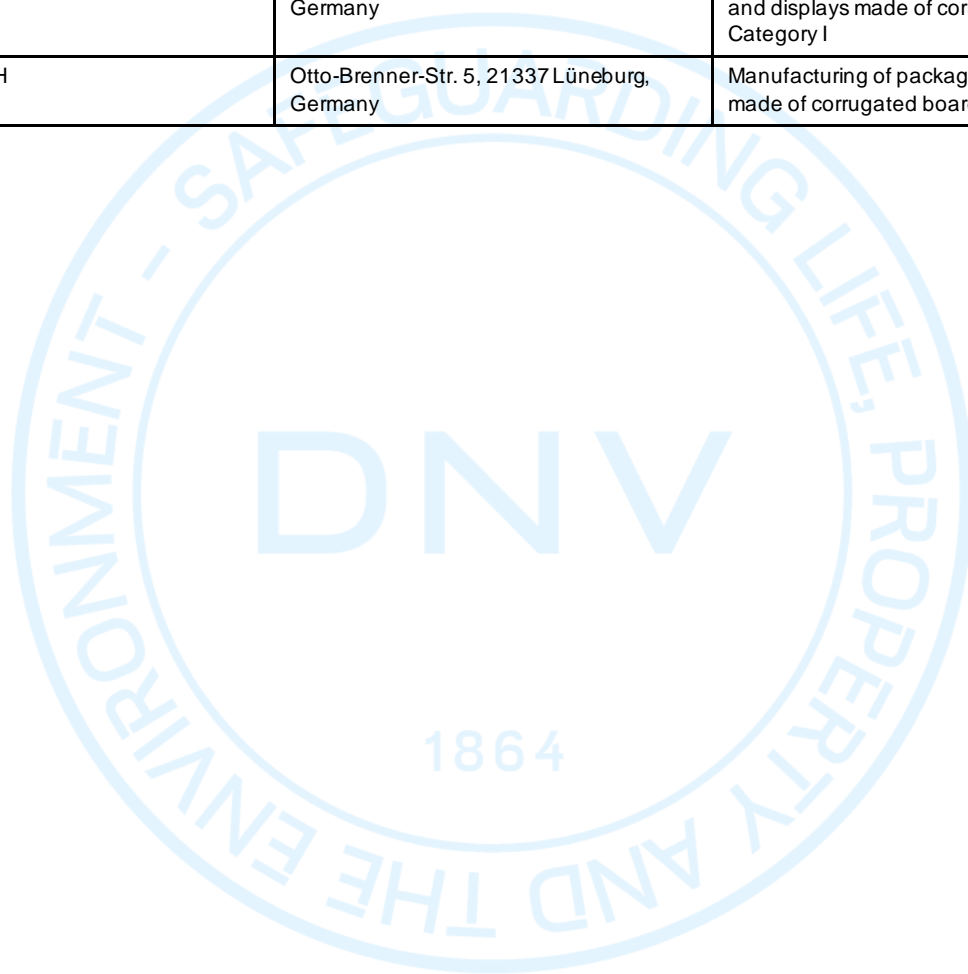 Germany
and displays made of cor
Category I
H
Otto-Brenner-Str. 5, 21337 Lüneburg,
Germany
Manufacturing of packag
made of corrugated boar
SAFEGUARDING LIFE, PROPERTY AND THE ENVIRONMENT -
DNV
1864